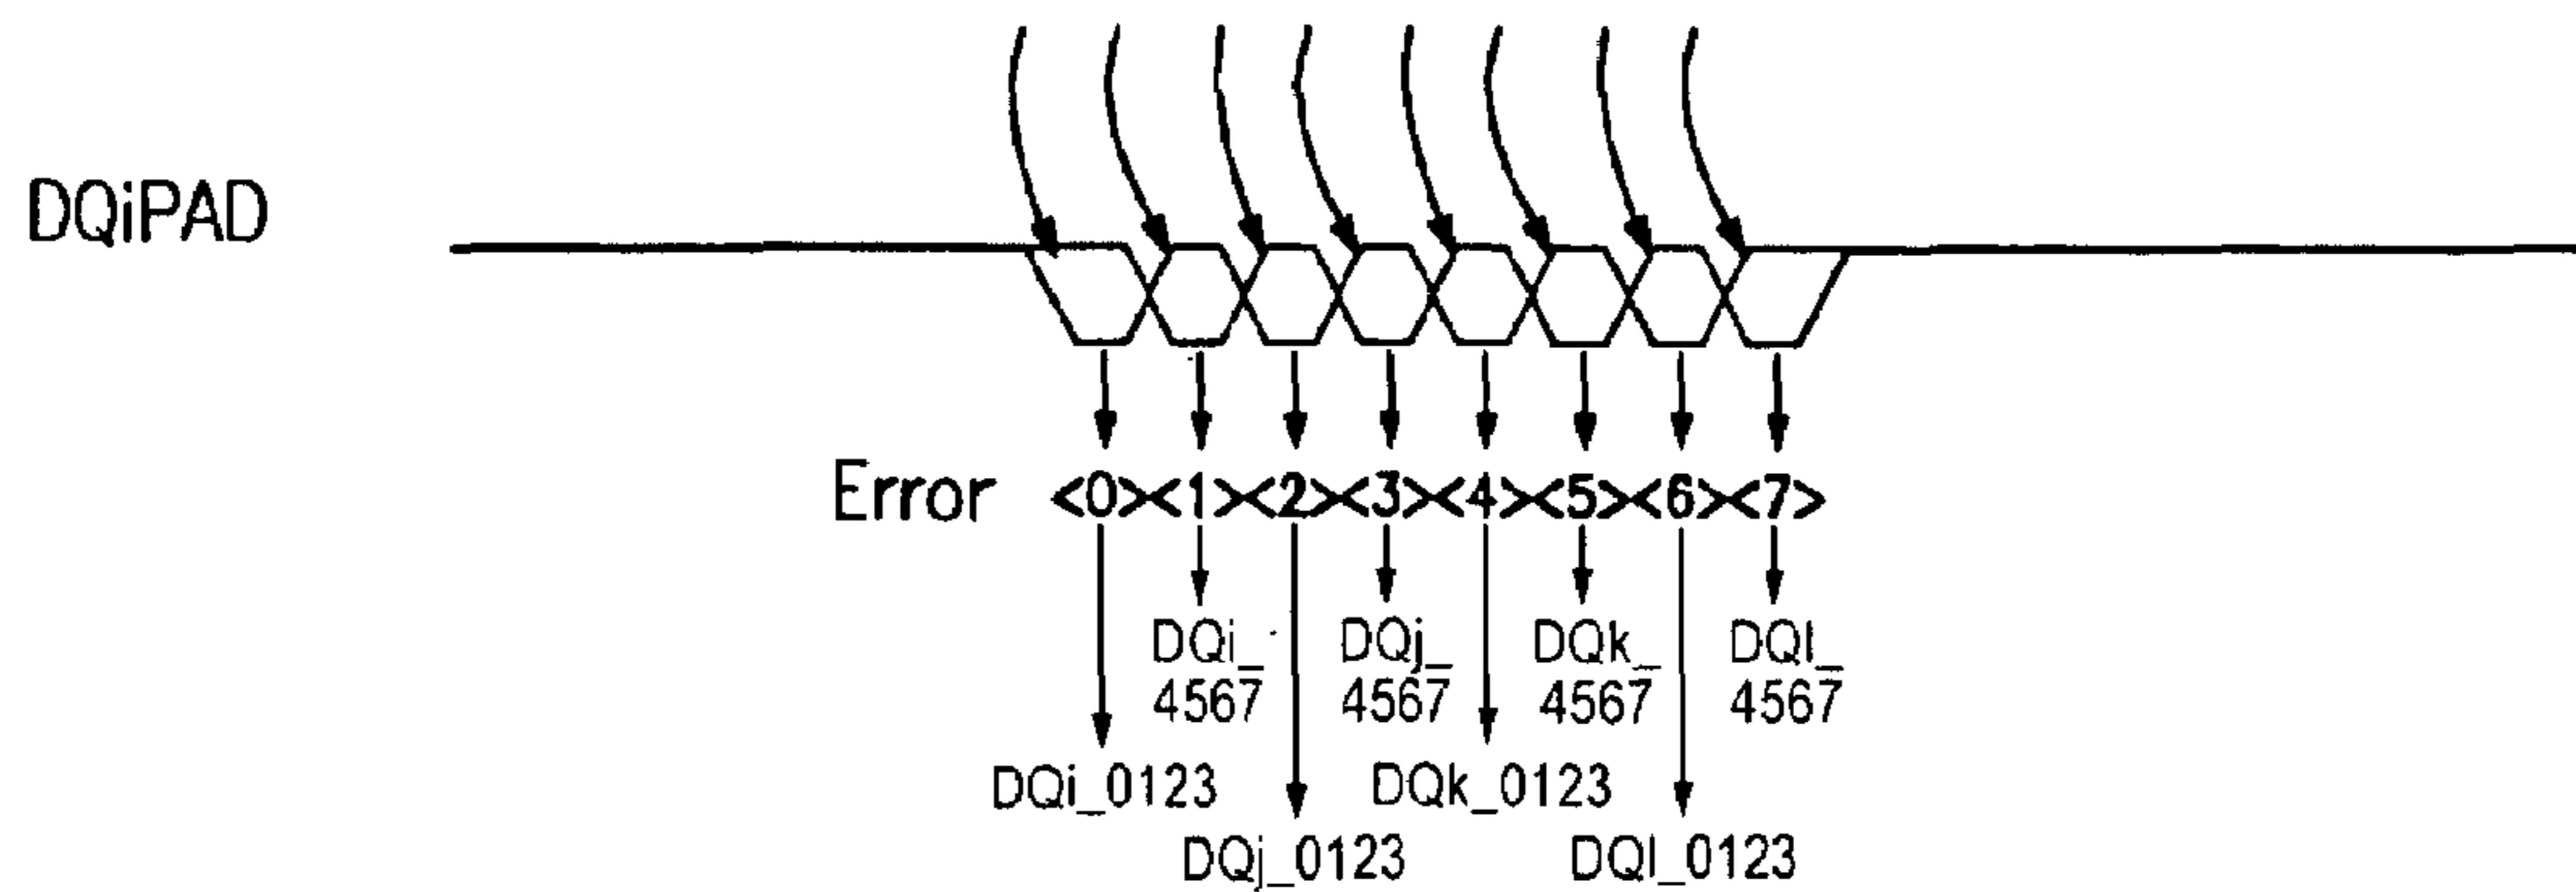 DQiPAD
Error <0><1><2><3><4><5><6><7>
DQi_ DQj_ DQk_ DQl_
4567 4567 4567 4567
DQi_0123 DQk_0123
DQj_0123 DQl_0123